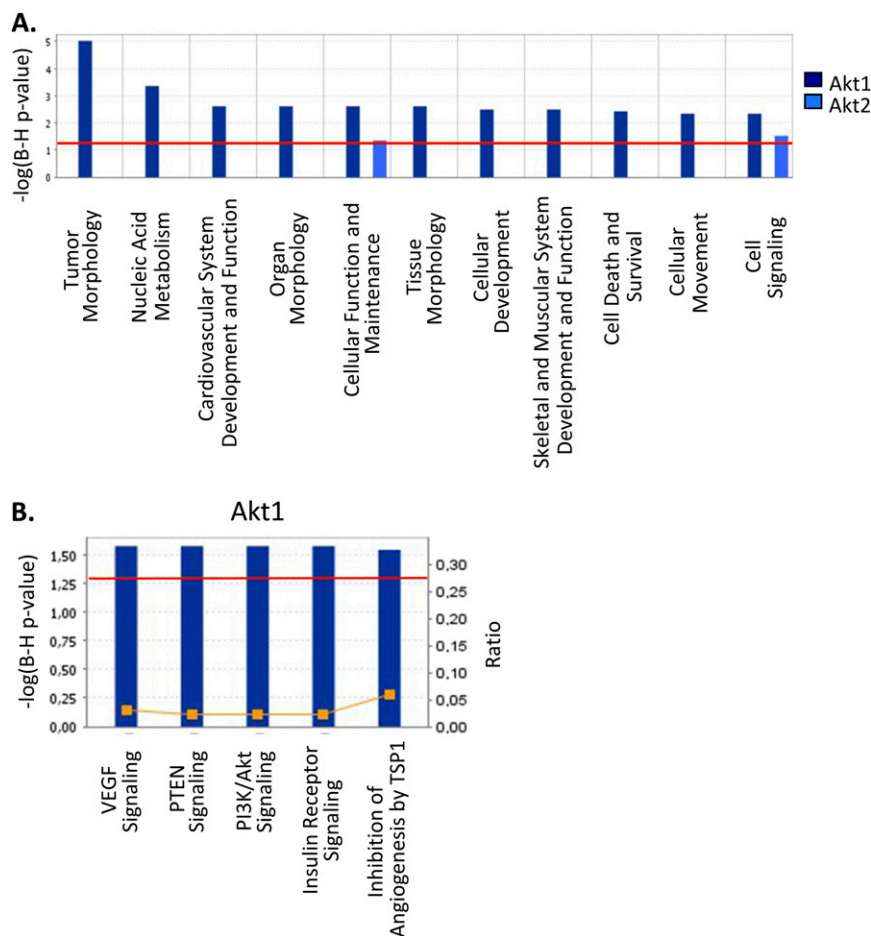 A.
-log(B-H p-value)
5
4
3
2
1
0
Akt1
Akt2
Tumor
Morphology
Nucleic Acid
Metabolism
Cardiovascular System
Development and Function
Organ
Morphology
Cellular Function and
Maintenance
Tissue
Morphology
Cellular
Development
Skeletal and Muscular System
Development and Function
Cell Death and
Survival
Cellular
Movement
Cell
Signaling
B.
Akt1
-log(B-H p-value)
1,50
1,25
1,00
0,75
0,50
0,25
0,00
0,30
0,25
0,20
0,15
0,10
0,05
0,00
Ratio
VEGF
Signaling
PTEN
Signaling
PI3K/Akt
Signaling
Insulin Receptor
Signaling
Inhibition of
Angiogenesis by TSP1